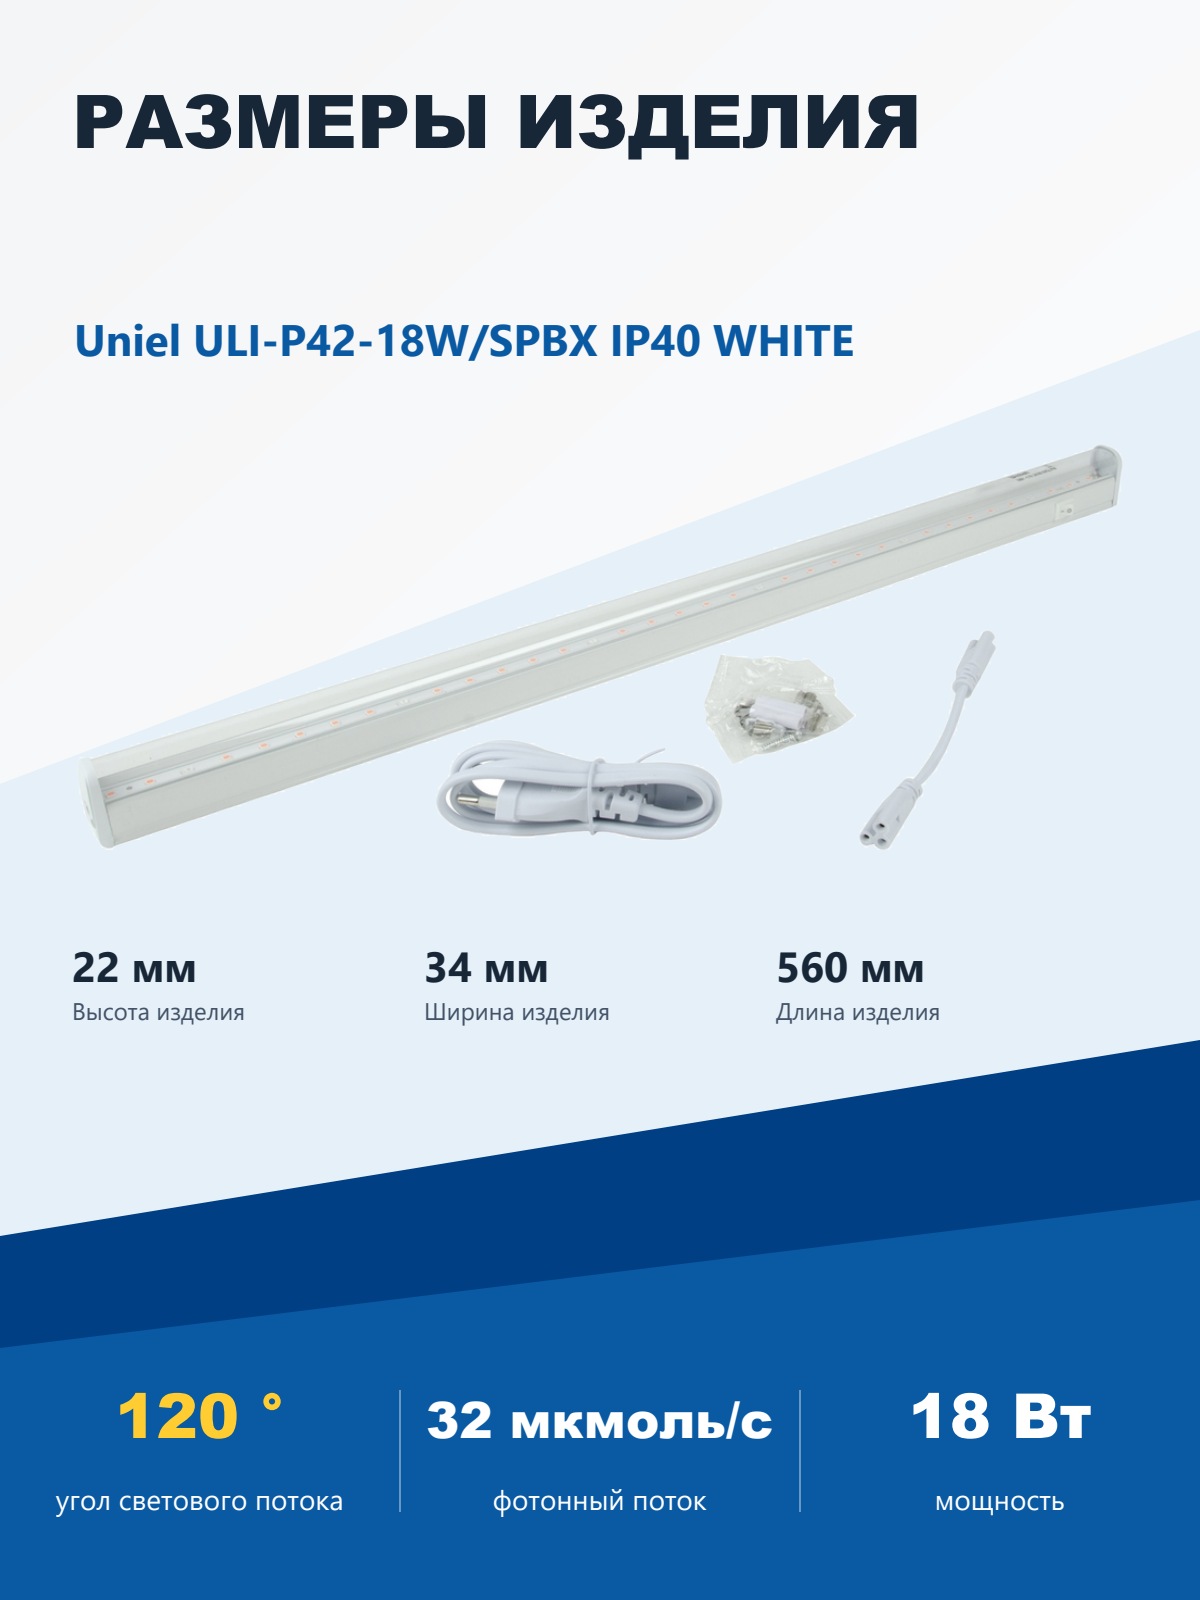 РАЗМЕРЫ ИЗДЕЛИЯ
Uniel ULI-P42-18W/SPBX IP40 WHITE
22 мм
Высота изделия
34 мм
Ширина изделия
560 мм
Длина изделия
120 °
угол светового потока
32 мкмоль/с
фотонный поток
18 Вт
мощность